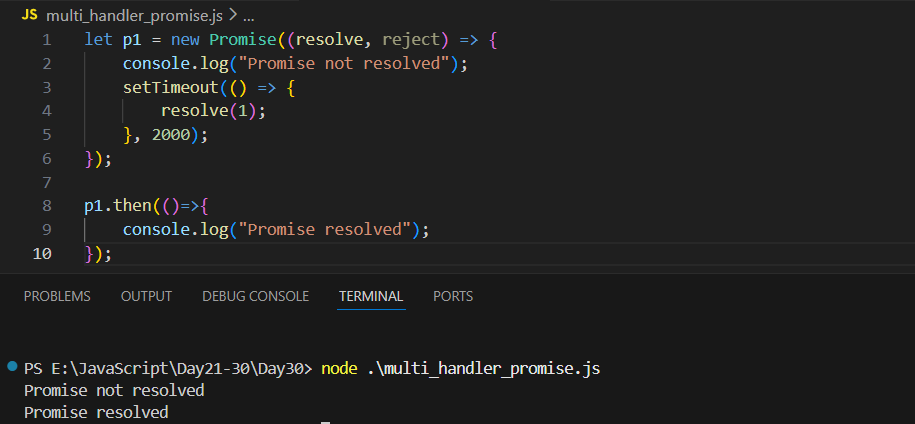 JS multi_handler_promise.js > ...
1 let p1 = new Promise((resolve, reject) => {
2     console.log("Promise not resolved");
3     setTimeout(() => {
4         resolve(1);
5     }, 2000);
6 });
7
8 p1.then(()=>{
9     console.log("Promise resolved");
10 });
PROBLEMS OUTPUT DEBUG CONSOLE TERMINAL PORTS
PS E:\JavaScript\Day21-30\Day30> node .\multi_handler_promise.js
Promise not resolved
Promise resolved